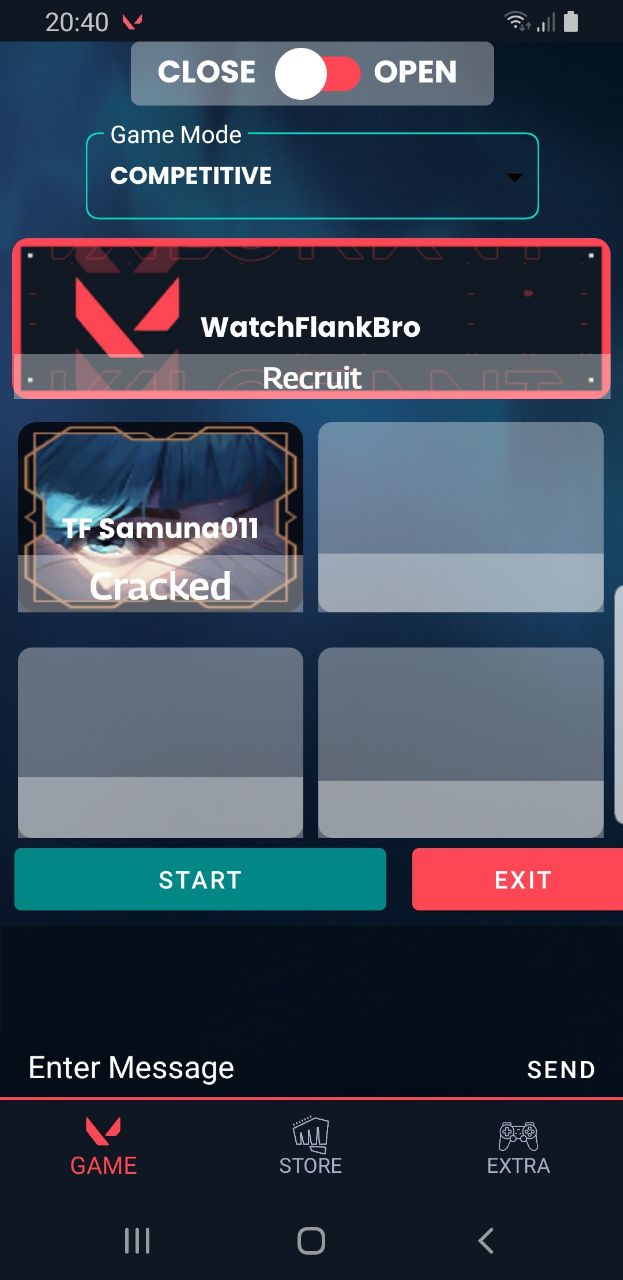 20:40
CLOSE OPEN
Game Mode
COMPETITIVE
WatchFlankBro
Recruit
TF Samuna011
Cracked
START EXIT
Enter Message SEND
GAME STORE EXTRA